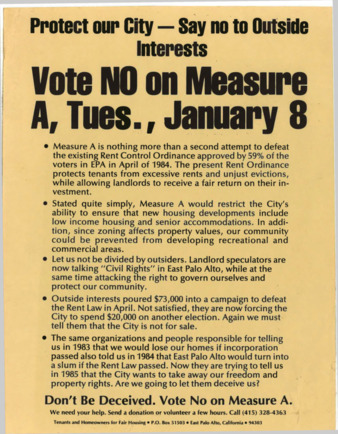 Protect our City — Say no to Outside
Interests
Vote NO on Measure
A, Tues., January 8
• Measure A is nothing more than a second attempt to defeat
the existing Rent Control Ordinance approved by 59% of the
voters in EPA in April of 1984. The present Rent Ordinance
protects tenants from excessive rents and unjust evictions,
while allowing landlords to receive a fair return on their in-
vestment.
• Stated quite simply, Measure A would restrict the City's
ability to ensure that new housing developments include
low income housing and senior accommodations. In addi-
tion, since zoning affects property values, our community
could be prevented from developing recreational and
commercial areas.
• Let us not be divided by outsiders. Landlord speculators are
now talking "Civil Rights" in East Palo Alto, while at the
same time attacking the right to govern ourselves and
protect our community.
• Outside interests poured $73,000 into a campaign to defeat
the Rent Law in April. Not satisfied, they are now forcing the
City to spend $20,000 on another election. Again we must
tell them that the City is not for sale.
• The same organizations and people responsible for telling
us in 1983 that we would lose our homes if incorporation
passed also told us in 1984 that East Palo Alto would turn into
a slum if the Rent Law passed. Now they are trying to tell us
in 1985 that the City wants to take away our freedom and
property rights. Are we going to let them deceive us?
Don't Be Deceived. Vote No on Measure A.
We need your help. Send a donation or volunteer a few hours. Call (415) 328-4363
Tenants and Homeowners for Fair Housing • P.O. Box 51503 • East Palo Alto, California • 94303